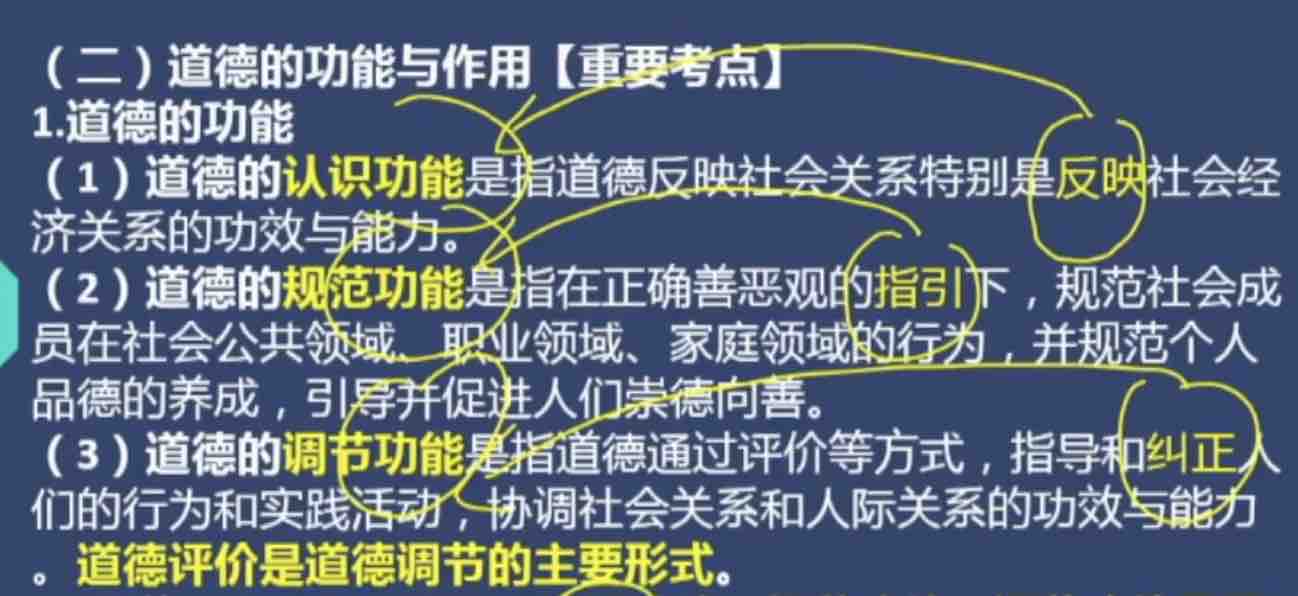 （二）道德的功能与作用【重要考点】
1.道德的功能
（1）道德的认识功能是指道德反映社会关系特别是反映社会经
济关系的功效与能力。
（2）道德的规范功能是指在正确善恶观的指引下，规范社会成
员在社会公共领域、职业领域、家庭领域的行为，并规范个人
品德的养成，引导并促进人们崇德向善。
（3）道德的调节功能是指道德通过评价等方式，指导和纠正人
们的行为和实践活动，协调社会关系和人际关系的功效与能力
。道德评价是道德调节的主要形式。